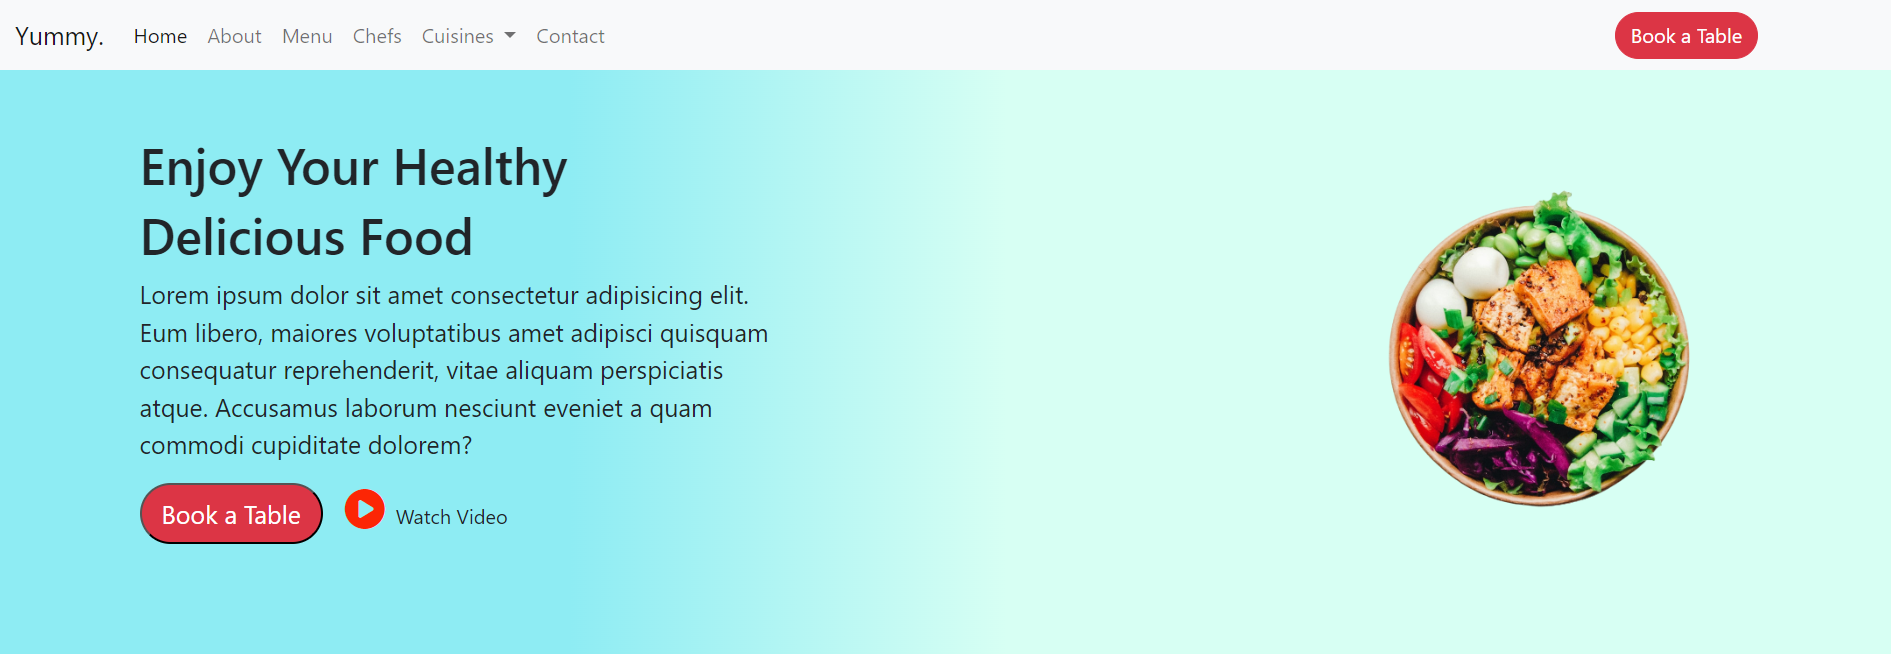 Yummy. Home About Menu Chefs Cuisines Contact Book a Table
Enjoy Your Healthy
Delicious Food
Lorem ipsum dolor sit amet consectetur adipisicing elit.
Eum libero, maiores voluptatibus amet adipisci quisquam
consequatur reprehenderit, vitae aliquam perspiciatis
atque. Accusamus laborum nesciunt eveniet a quam
commodi cupiditate dolorem?
Book a Table Watch Video